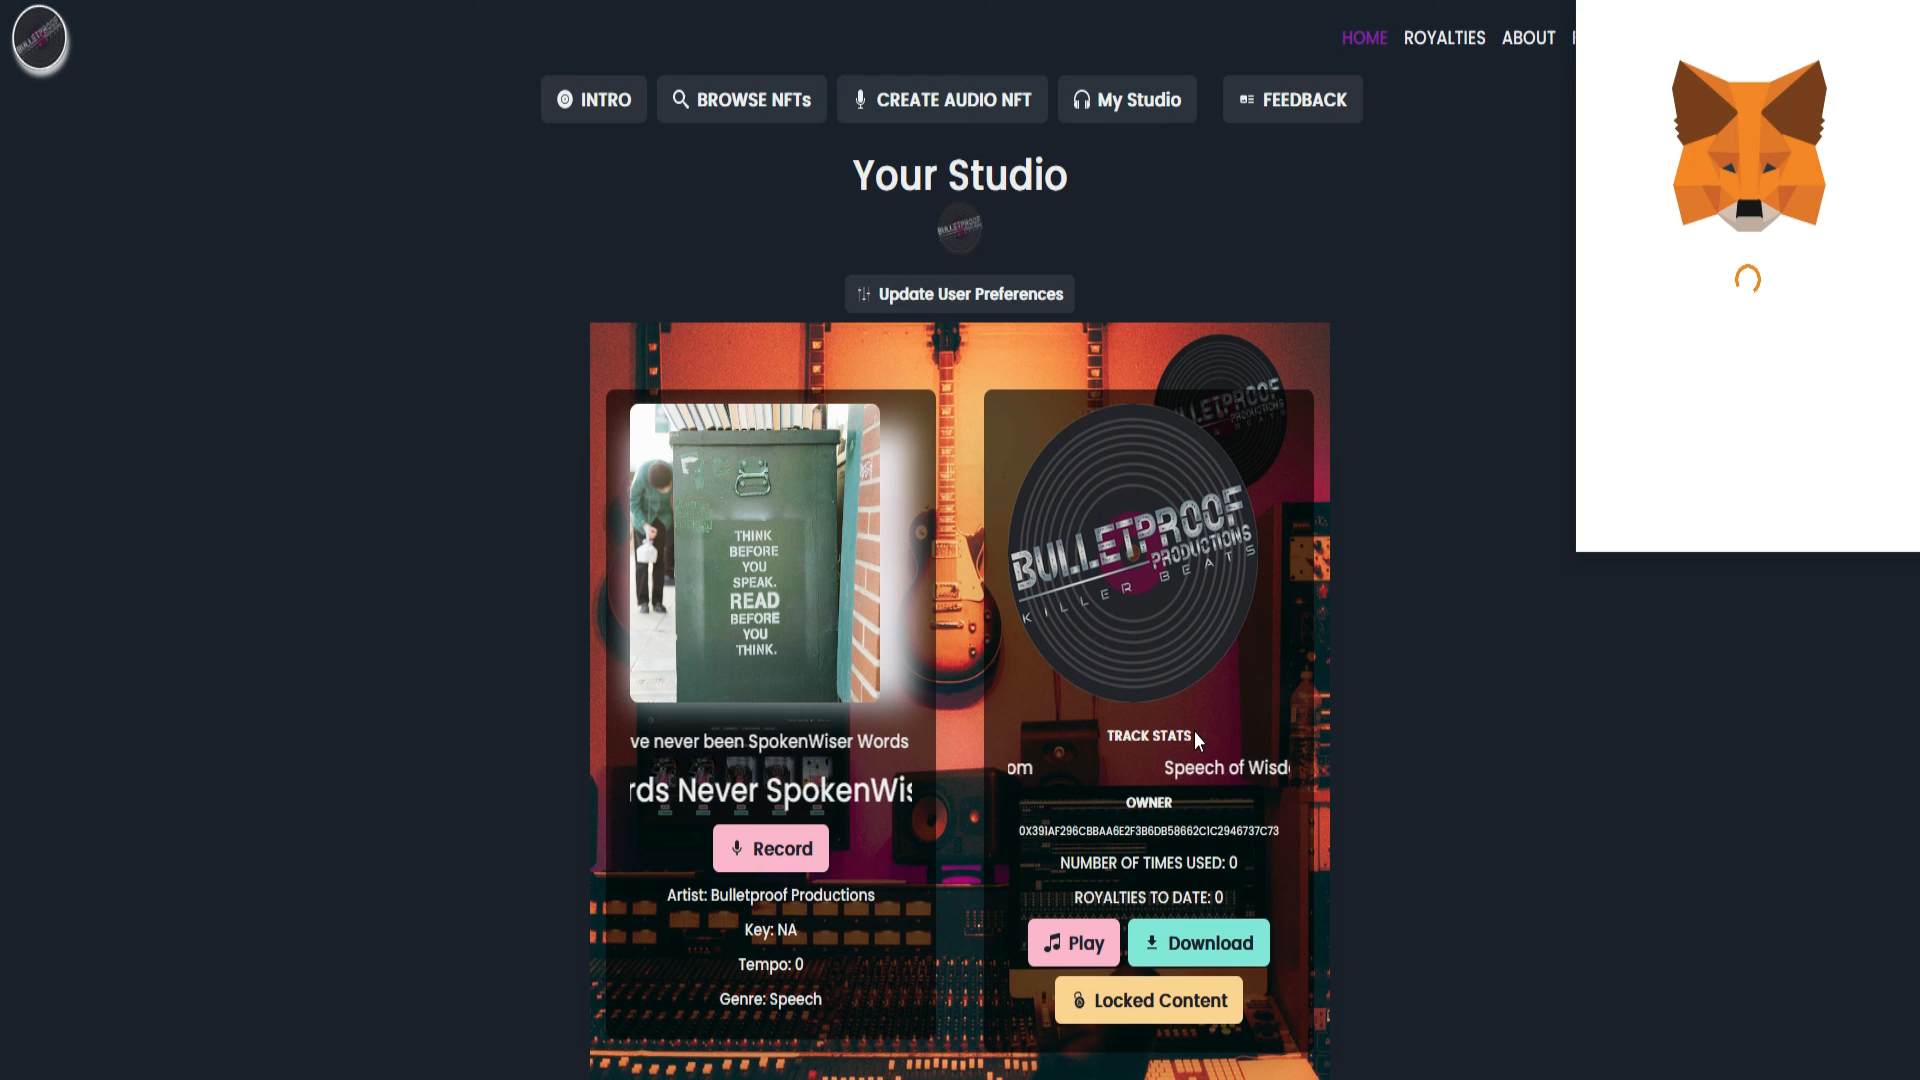 HOME ROYALTIES ABOUT
INTRO BROWSE NFTs CREATE AUDIO NFT My Studio FEEDBACK
Your Studio
BULLETPROOF
Update User Preferences
THINK
BEFORE
YOU
SPEAK.
READ
BEFORE
YOU
THINK.
BULLETPROOF
PRODUCTIONS
KILLER BEATS
ve never been SpokenWiser Words
rds Never SpokenWis
Record
Artist: Bulletproof Productions
Key: NA
Tempo: 0
Genre: Speech
TRACK STATS
om Speech of Wisd
OWNER
0X391AF296CBBAA6E2F3B6DB58662C1C2946737C73
NUMBER OF TIMES USED: 0
ROYALTIES TO DATE: 0
Play Download
Locked Content